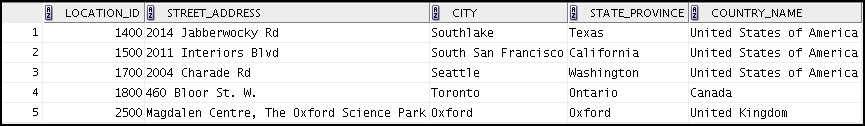 LOCATION_ID STREET_ADDRESS CITY STATE_PROVINCE COUNTRY_NAME
1 1400 2014 Jabberwocky Rd Southlake Texas United States of America
2 1500 2011 Interiors Blvd South San Francisco California United States of America
3 1700 2004 Charade Rd Seattle Washington United States of America
4 1800 460 Bloor St. W. Toronto Ontario Canada
5 2500 Magdalen Centre, The Oxford Science Park Oxford Oxford United Kingdom